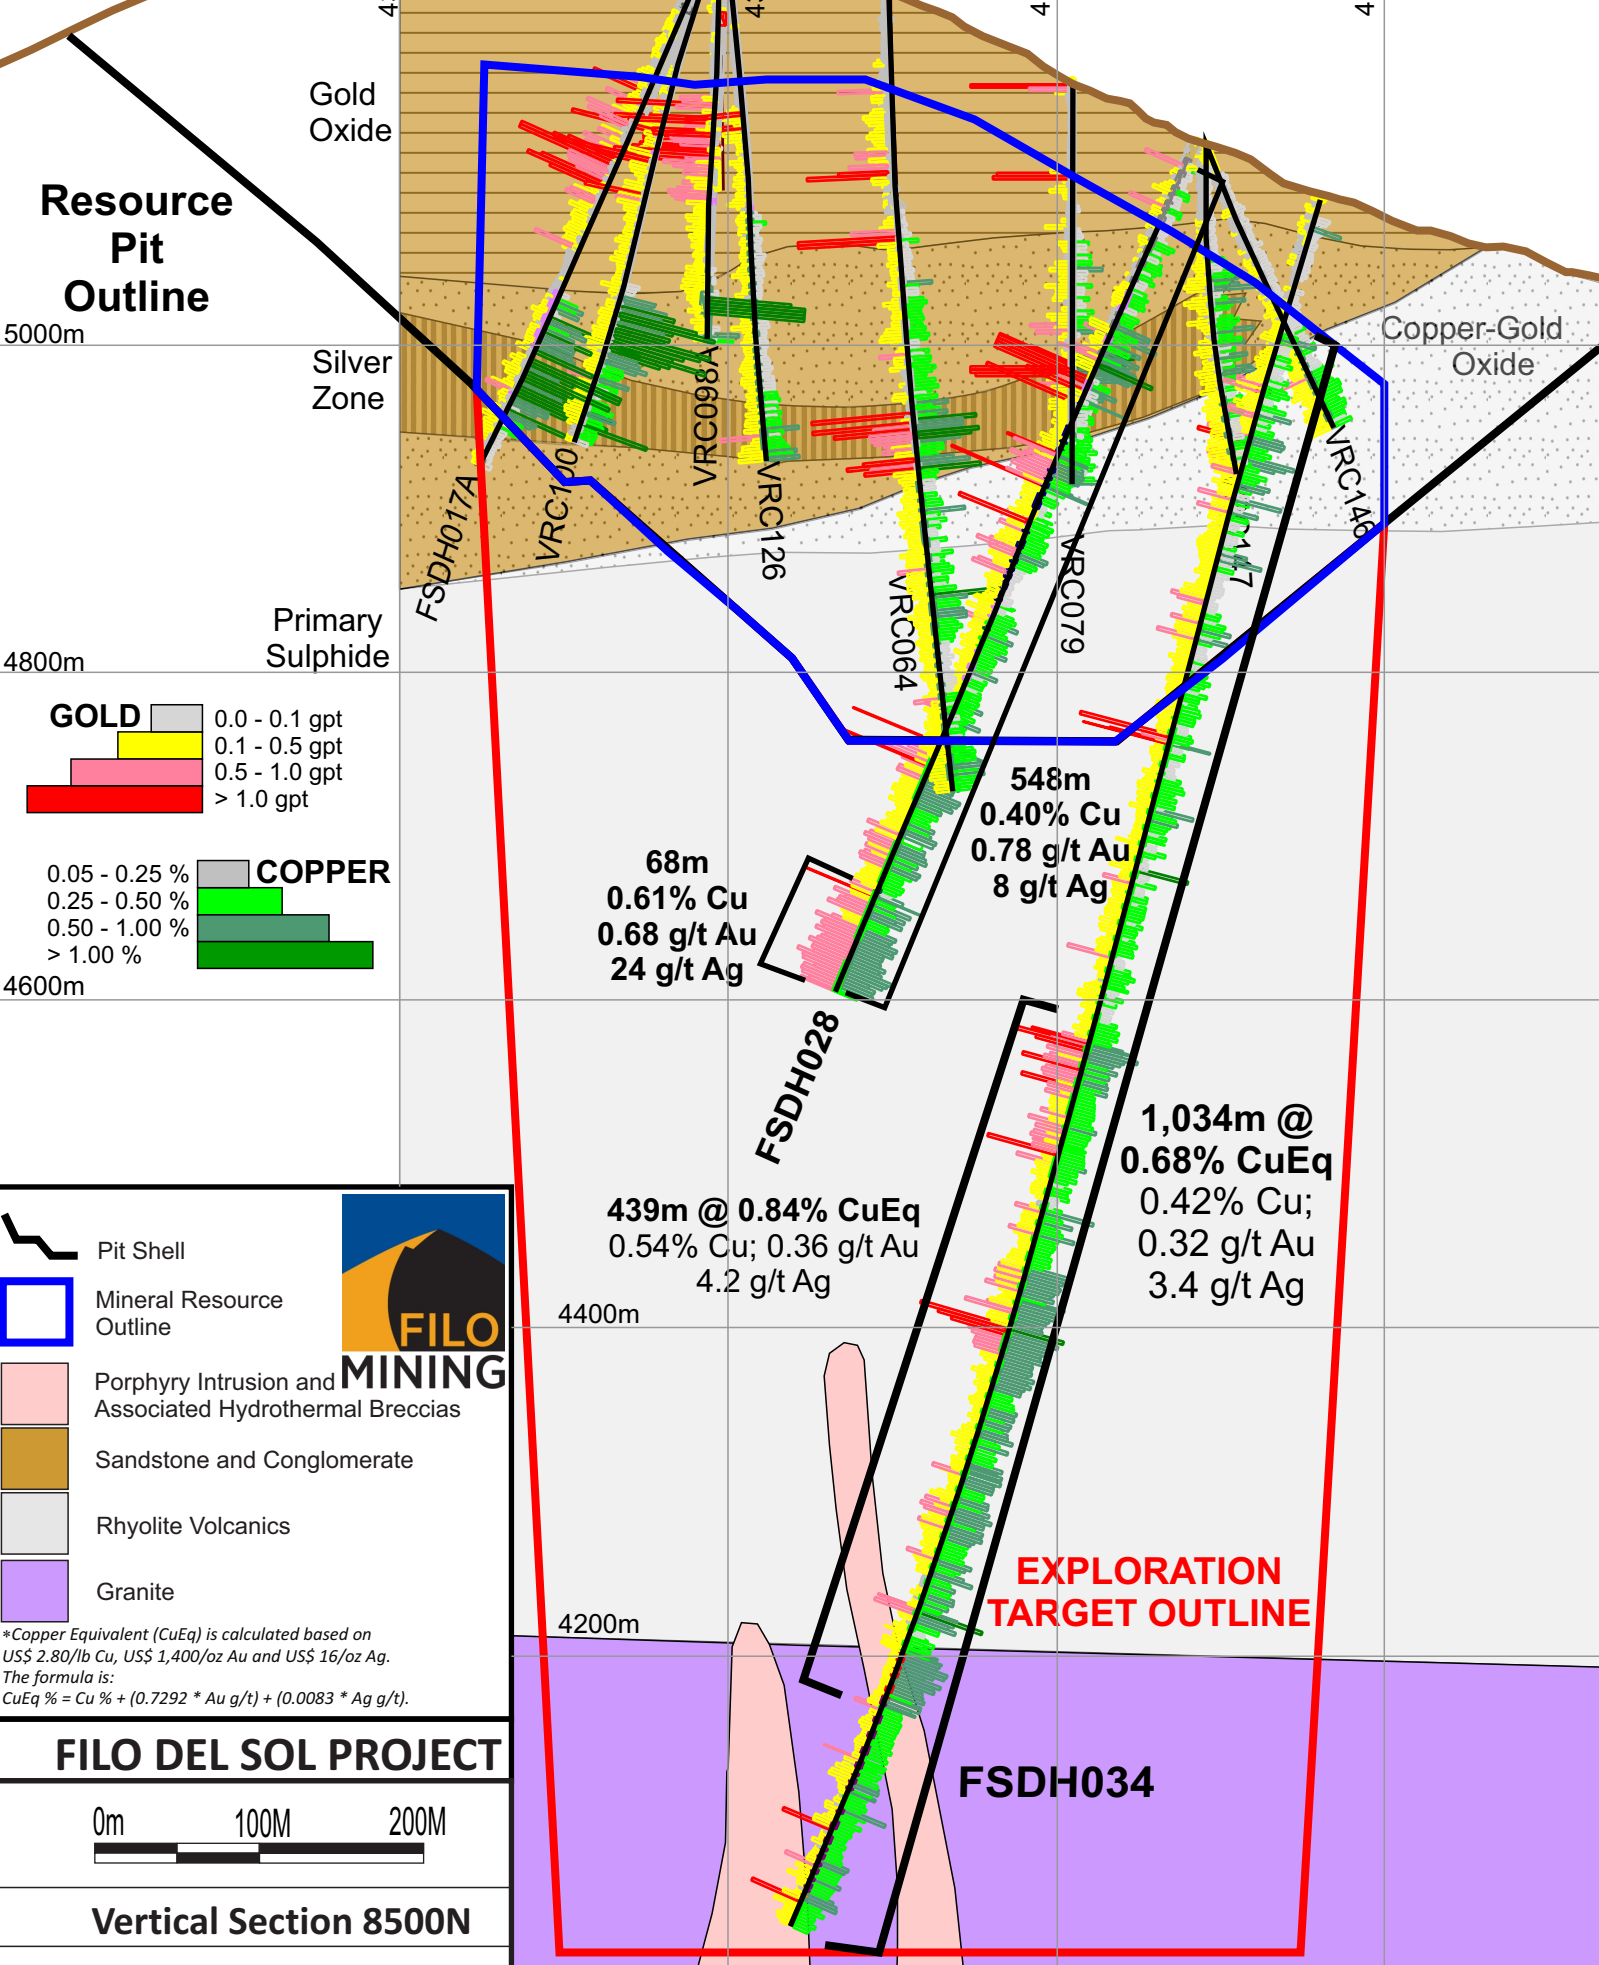 Gold
Oxide
Resource
Pit
Outline
5000m
Silver
Zone
Copper-Gold
Oxide
FSDH017A
VRC100
VRC098A
VRC126
VRC064
VRC079
VRC146
Primary
Sulphide
4800m
GOLD
0.0 - 0.1 gpt
0.1 - 0.5 gpt
0.5 - 1.0 gpt
> 1.0 gpt
COPPER
0.05 - 0.25 %
0.25 - 0.50 %
0.50 - 1.00 %
> 1.00 %
4600m
548m
0.40% Cu
0.78 g/t Au
8 g/t Ag
68m
0.61% Cu
0.68 g/t Au
24 g/t Ag
FSDH028
1,034m @
0.68% CuEq
0.42% Cu;
0.32 g/t Au
3.4 g/t Ag
439m @ 0.84% CuEq
0.54% Cu; 0.36 g/t Au
4.2 g/t Ag
4400m
EXPLORATION
TARGET OUTLINE
4200m
FSDH034
Pit Shell
Mineral Resource
Outline
FILO
MINING
Porphyry Intrusion and
Associated Hydrothermal Breccias
Sandstone and Conglomerate
Rhyolite Volcanics
Granite
*Copper Equivalent (CuEq) is calculated based on
US$ 2.80/lb Cu, US$ 1,400/oz Au and US$ 16/oz Ag.
The formula is:
CuEq % = Cu % + (0.7292 * Au g/t) + (0.0083 * Ag g/t).
FILO DEL SOL PROJECT
0m 100M 200M
Vertical Section 8500N